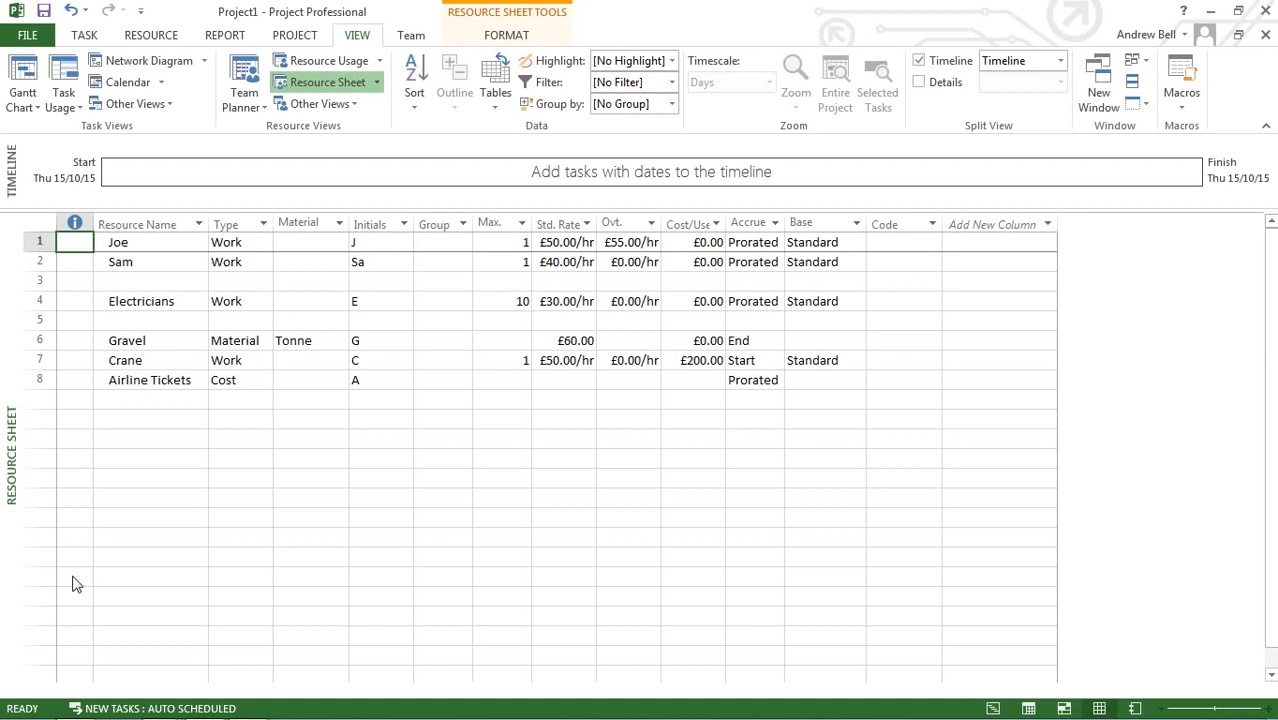 Project1 - Project Professional
RESOURCE SHEET TOOLS
FILE TASK RESOURCE REPORT PROJECT VIEW Team FORMAT Andrew Bell
Gantt Chart
Task Usage
Network Diagram
Calendar
Other Views
Task Views
Team Planner
Resource Usage
Resource Sheet
Other Views
Resource Views
Sort
Outline
Tables
Highlight: [No Highlight]
Filter: [No Filter]
Group by: [No Group]
Data
Timescale:
Days
Zoom
Entire Project
Selected Tasks
Zoom
Timeline Timeline
Details
Split View
New Window
Window
Macros
Macros
TIMELINE
Start
Thu 15/10/15
Add tasks with dates to the timeline
Finish
Thu 15/10/15
RESOURCE SHEET
Resource Name Type Material Initials Group Max. Std. Rate Ovt. Cost/Use Accrue Base Code Add New Column
1 Joe Work J 1 £50.00/hr £55.00/hr £0.00 Prorated Standard
2 Sam Work Sa 1 £40.00/hr £0.00/hr £0.00 Prorated Standard
3
4 Electricians Work E 10 £30.00/hr £0.00/hr £0.00 Prorated Standard
5
6 Gravel Material Tonne G £60.00 £0.00 End
7 Crane Work C 1 £50.00/hr £0.00/hr £200.00 Start Standard
8 Airline Tickets Cost A Prorated
READY NEW TASKS : AUTO SCHEDULED